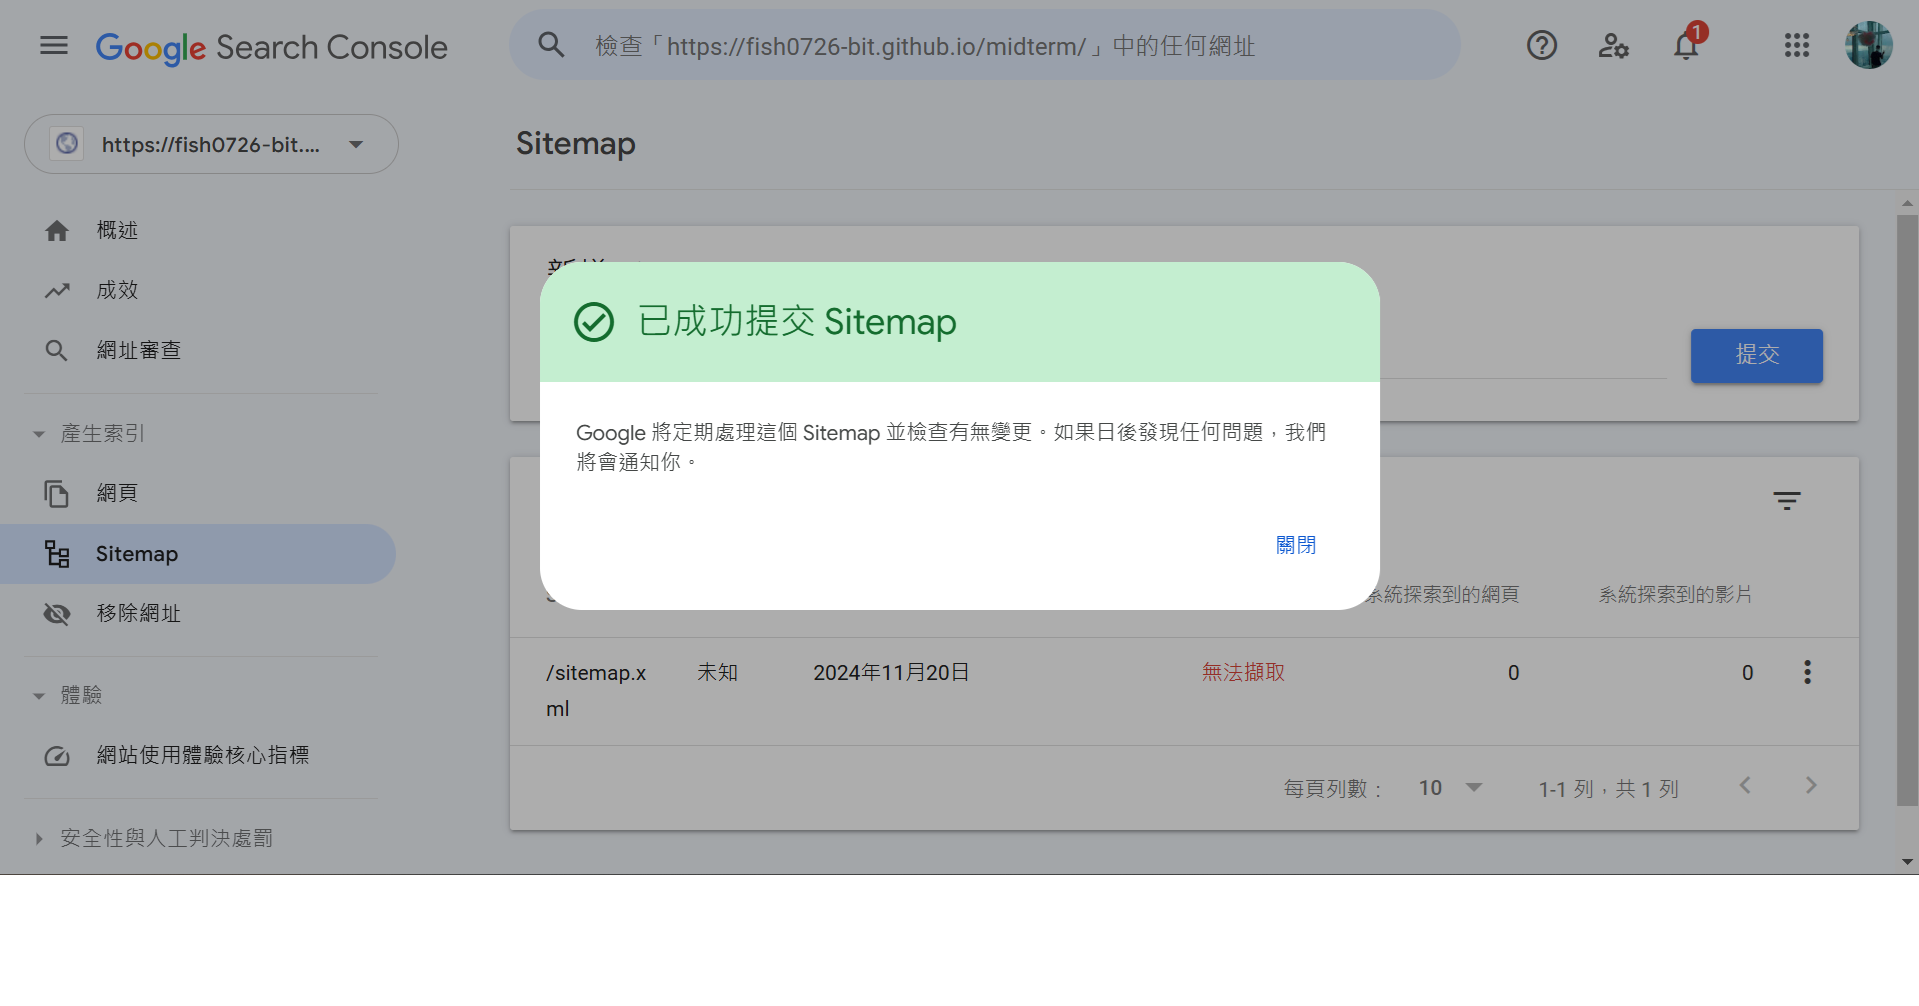 Google Search Console
檢查「https://fish0726-bit.github.io/midterm/」中的任何網址
1
https://fish0726-bit....
Sitemap
概述
成效
網址審查
產生索引
網頁
Sitemap
移除網址
體驗
網站使用體驗核心指標
安全性與人工判決處罰
提交
已成功提交 Sitemap
Google 將定期處理這個 Sitemap 並檢查有無變更。如果日後發現任何問題，我們
將會通知你。
關閉
系統探索到的網頁
系統探索到的影片
/sitemap.x
ml
未知
2024年11月20日
無法擷取
0
0
每頁列數：
10
1-1 列，共 1 列